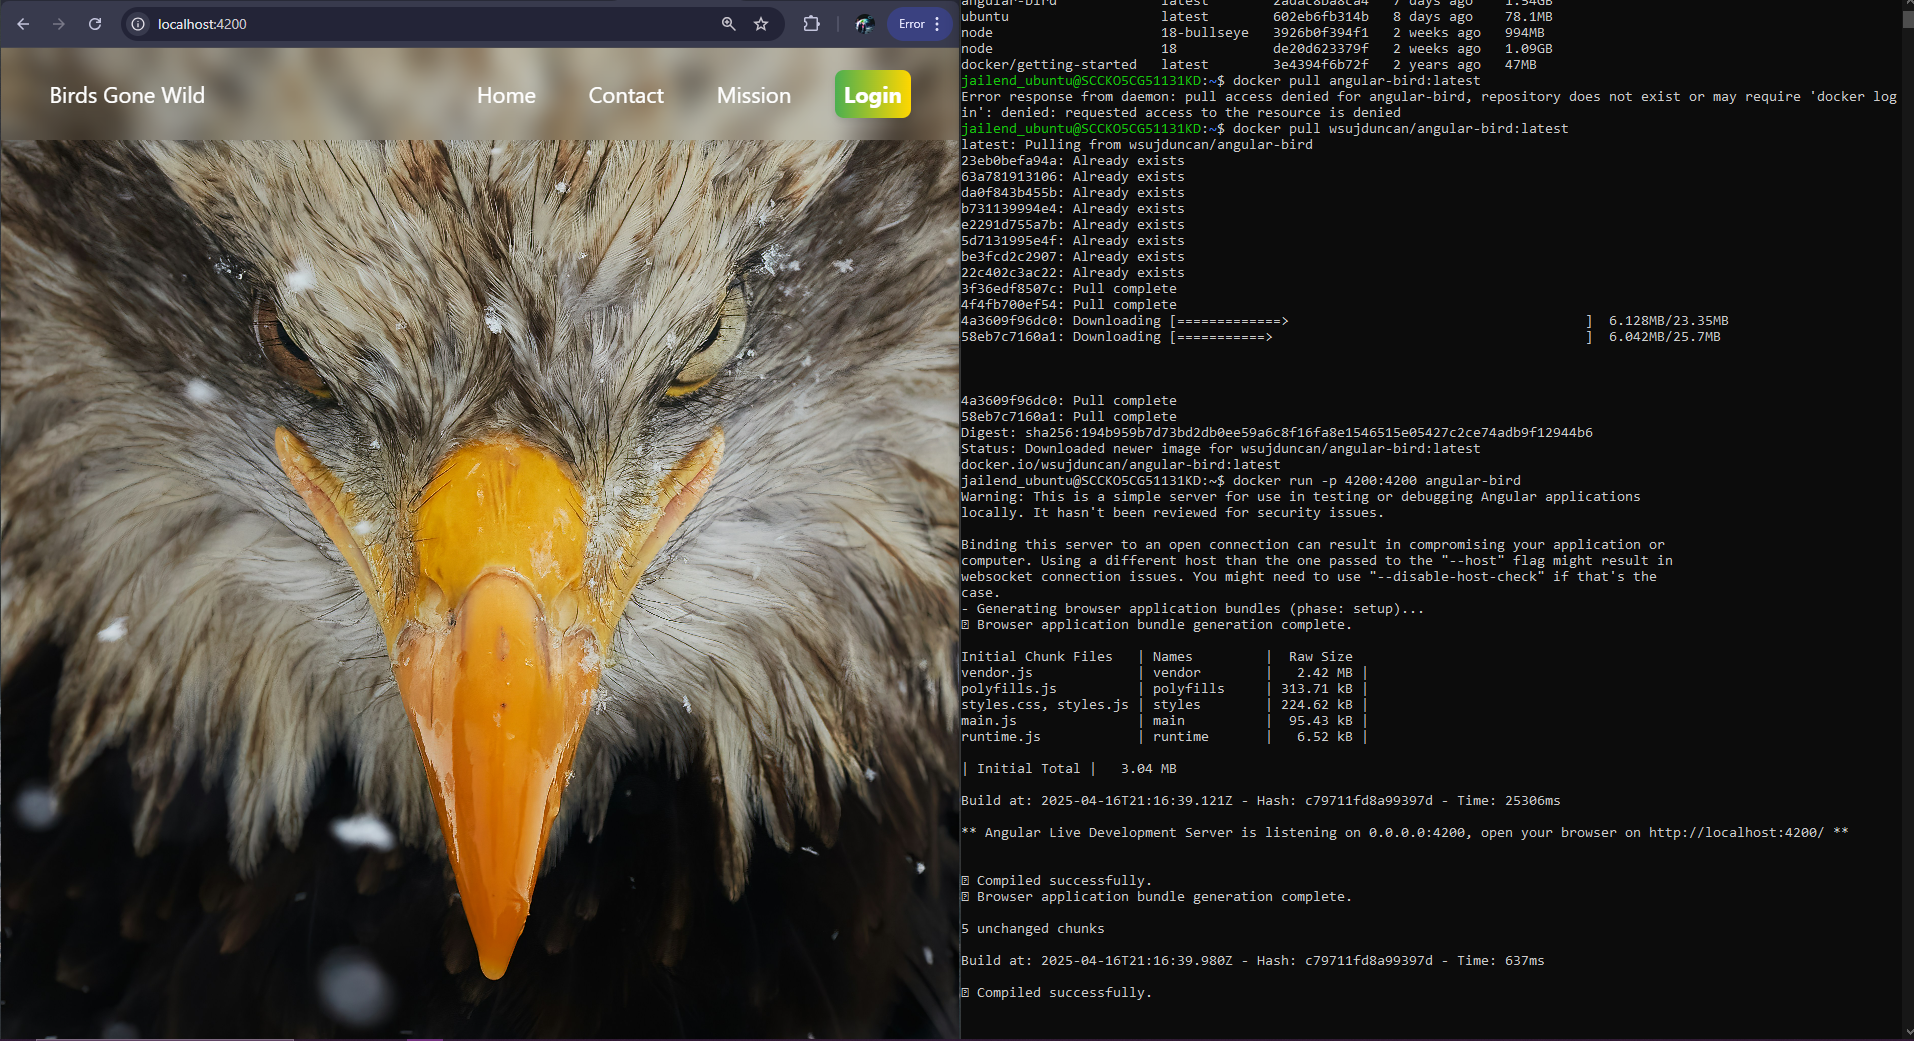 localhost:4200
Error
Birds Gone Wild
Home
Contact
Mission
Login
angular-bird latest 2adac8ba8ca4 7 days ago 1.54GB
ubuntu latest 602eb6fb314b 8 days ago 78.1MB
node 18-bullseye 3926b0f394f1 2 weeks ago 994MB
node 18 de20d623379f 2 weeks ago 1.09GB
docker/getting-started latest 3e4394f6b72f 2 years ago 47MB
jailend_ubuntu@SCCKO5CG51131KD:~$ docker pull angular-bird:latest
Error response from daemon: pull access denied for angular-bird, repository does not exist or may require 'docker log
in': denied: requested access to the resource is denied
jailend_ubuntu@SCCKO5CG51131KD:~$ docker pull wsujduncan/angular-bird:latest
latest: Pulling from wsujduncan/angular-bird
23eb0befa94a: Already exists
63a781913106: Already exists
da0f843b455b: Already exists
b731139994e4: Already exists
e2291d755a7b: Already exists
5d7131995e4f: Already exists
be3fcd2c2907: Already exists
22c402c3ac22: Already exists
3f36edf8507c: Pull complete
4f4fb700ef54: Pull complete
4a3609f96dc0: Downloading [=============> ] 6.128MB/23.35MB
58eb7c7160a1: Downloading [===========> ] 6.042MB/25.7MB
4a3609f96dc0: Pull complete
58eb7c7160a1: Pull complete
Digest: sha256:194b959b7d73bd2db0ee59a6c8f16fa8e1546515e05427c2ce74adb9f12944b6
Status: Downloaded newer image for wsujduncan/angular-bird:latest
docker.io/wsujduncan/angular-bird:latest
jailend_ubuntu@SCCKO5CG51131KD:~$ docker run -p 4200:4200 angular-bird
Warning: This is a simple server for use in testing or debugging Angular applications
locally. It hasn't been reviewed for security issues.
Binding this server to an open connection can result in compromising your application or
computer. Using a different host than the one passed to the "--host" flag might result in
websocket connection issues. You might need to use "--disable-host-check" if that's the
case.
- Generating browser application bundles (phase: setup)...
Browser application bundle generation complete.
Initial Chunk Files | Names | Raw Size
vendor.js | vendor | 2.42 MB |
polyfills.js | polyfills | 313.71 kB |
styles.css, styles.js | styles | 224.62 kB |
main.js | main | 95.43 kB |
runtime.js | runtime | 6.52 kB |
| Initial Total | 3.04 MB
Build at: 2025-04-16T21:16:39.121Z - Hash: c79711fd8a99397d - Time: 25306ms
** Angular Live Development Server is listening on 0.0.0.0:4200, open your browser on http://localhost:4200/ **
Compiled successfully.
Browser application bundle generation complete.
5 unchanged chunks
Build at: 2025-04-16T21:16:39.980Z - Hash: c79711fd8a99397d - Time: 637ms
Compiled successfully.